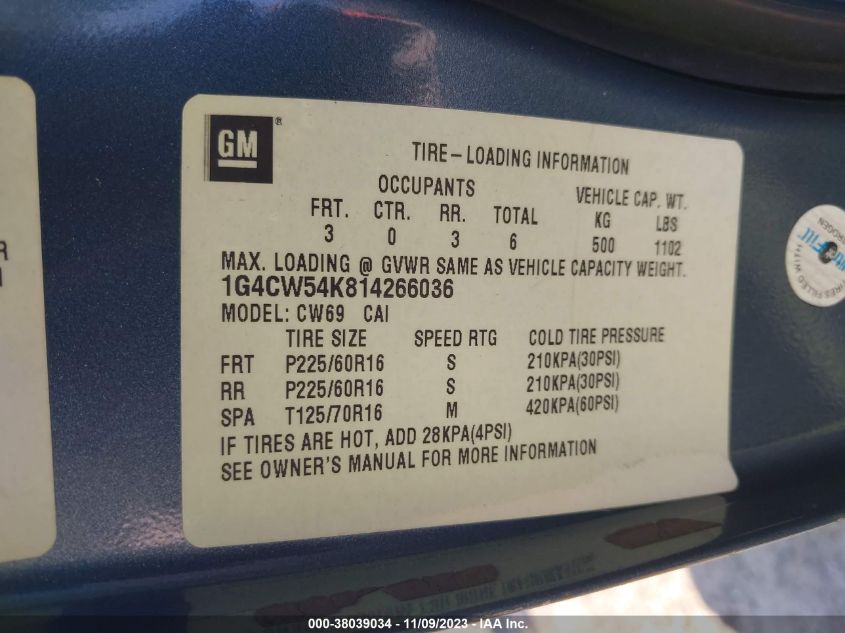 GM®
TIRE-LOADING INFORMATION
OCCUPANTS VEHICLE CAP. WT.
FRT. CTR. RR. TOTAL KG LBS
3 0 3 6 500 1102
MAX. LOADING @ GVWR SAME AS VEHICLE CAPACITY WEIGHT.
1G4CW54K814266036
MODEL: CW69 CAI
TIRE SIZE SPEED RTG COLD TIRE PRESSURE
FRT P225/60R16 S 210KPA(30PSI)
RR P225/60R16 S 210KPA(30PSI)
SPA T125/70R16 M 420KPA(60PSI)
IF TIRES ARE HOT, ADD 28KPA(4PSI)
SEE OWNER'S MANUAL FOR MORE INFORMATION
R
000-38039034 - 11/09/2023 - IAA Inc.